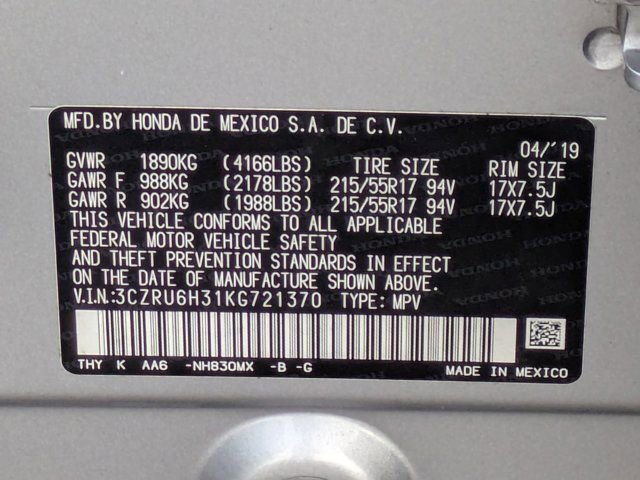 MFD.BY HONDA DE MEXICO S.A. DE C.V.
04/'19
GVWR 1890KG (4166LBS) TIRE SIZE RIM SIZE
GAWR F 988KG (2178LBS) 215/55R17 94V 17X7.5J
GAWR R 902KG (1988LBS) 215/55R17 94V 17X7.5J
THIS VEHICLE CONFORMS TO ALL APPLICABLE
FEDERAL MOTOR VEHICLE SAFETY
AND THEFT PREVENTION STANDARDS IN EFFECT
ON THE DATE OF MANUFACTURE SHOWN ABOVE.
V.I.N.:3CZRU6H31KG721370 TYPE: MPV
THY K AA6 -NH830MX -B -G MADE IN MEXICO